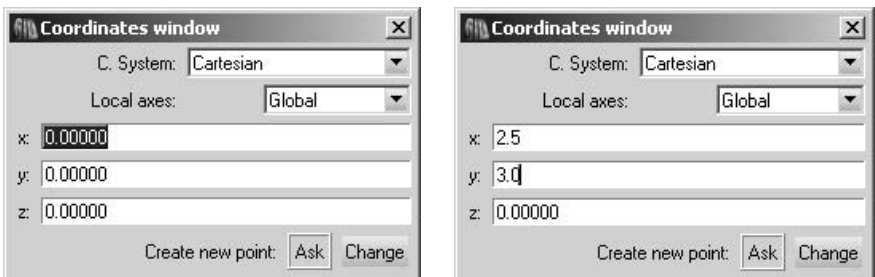 Coordinates window
C. System: Cartesian
Local axes: Global
x: 0.00000
y: 0.00000
z: 0.00000
Create new point: Ask Change
Coordinates window
C. System: Cartesian
Local axes: Global
x: 2.5
y: 3.0
z: 0.00000
Create new point: Ask Change